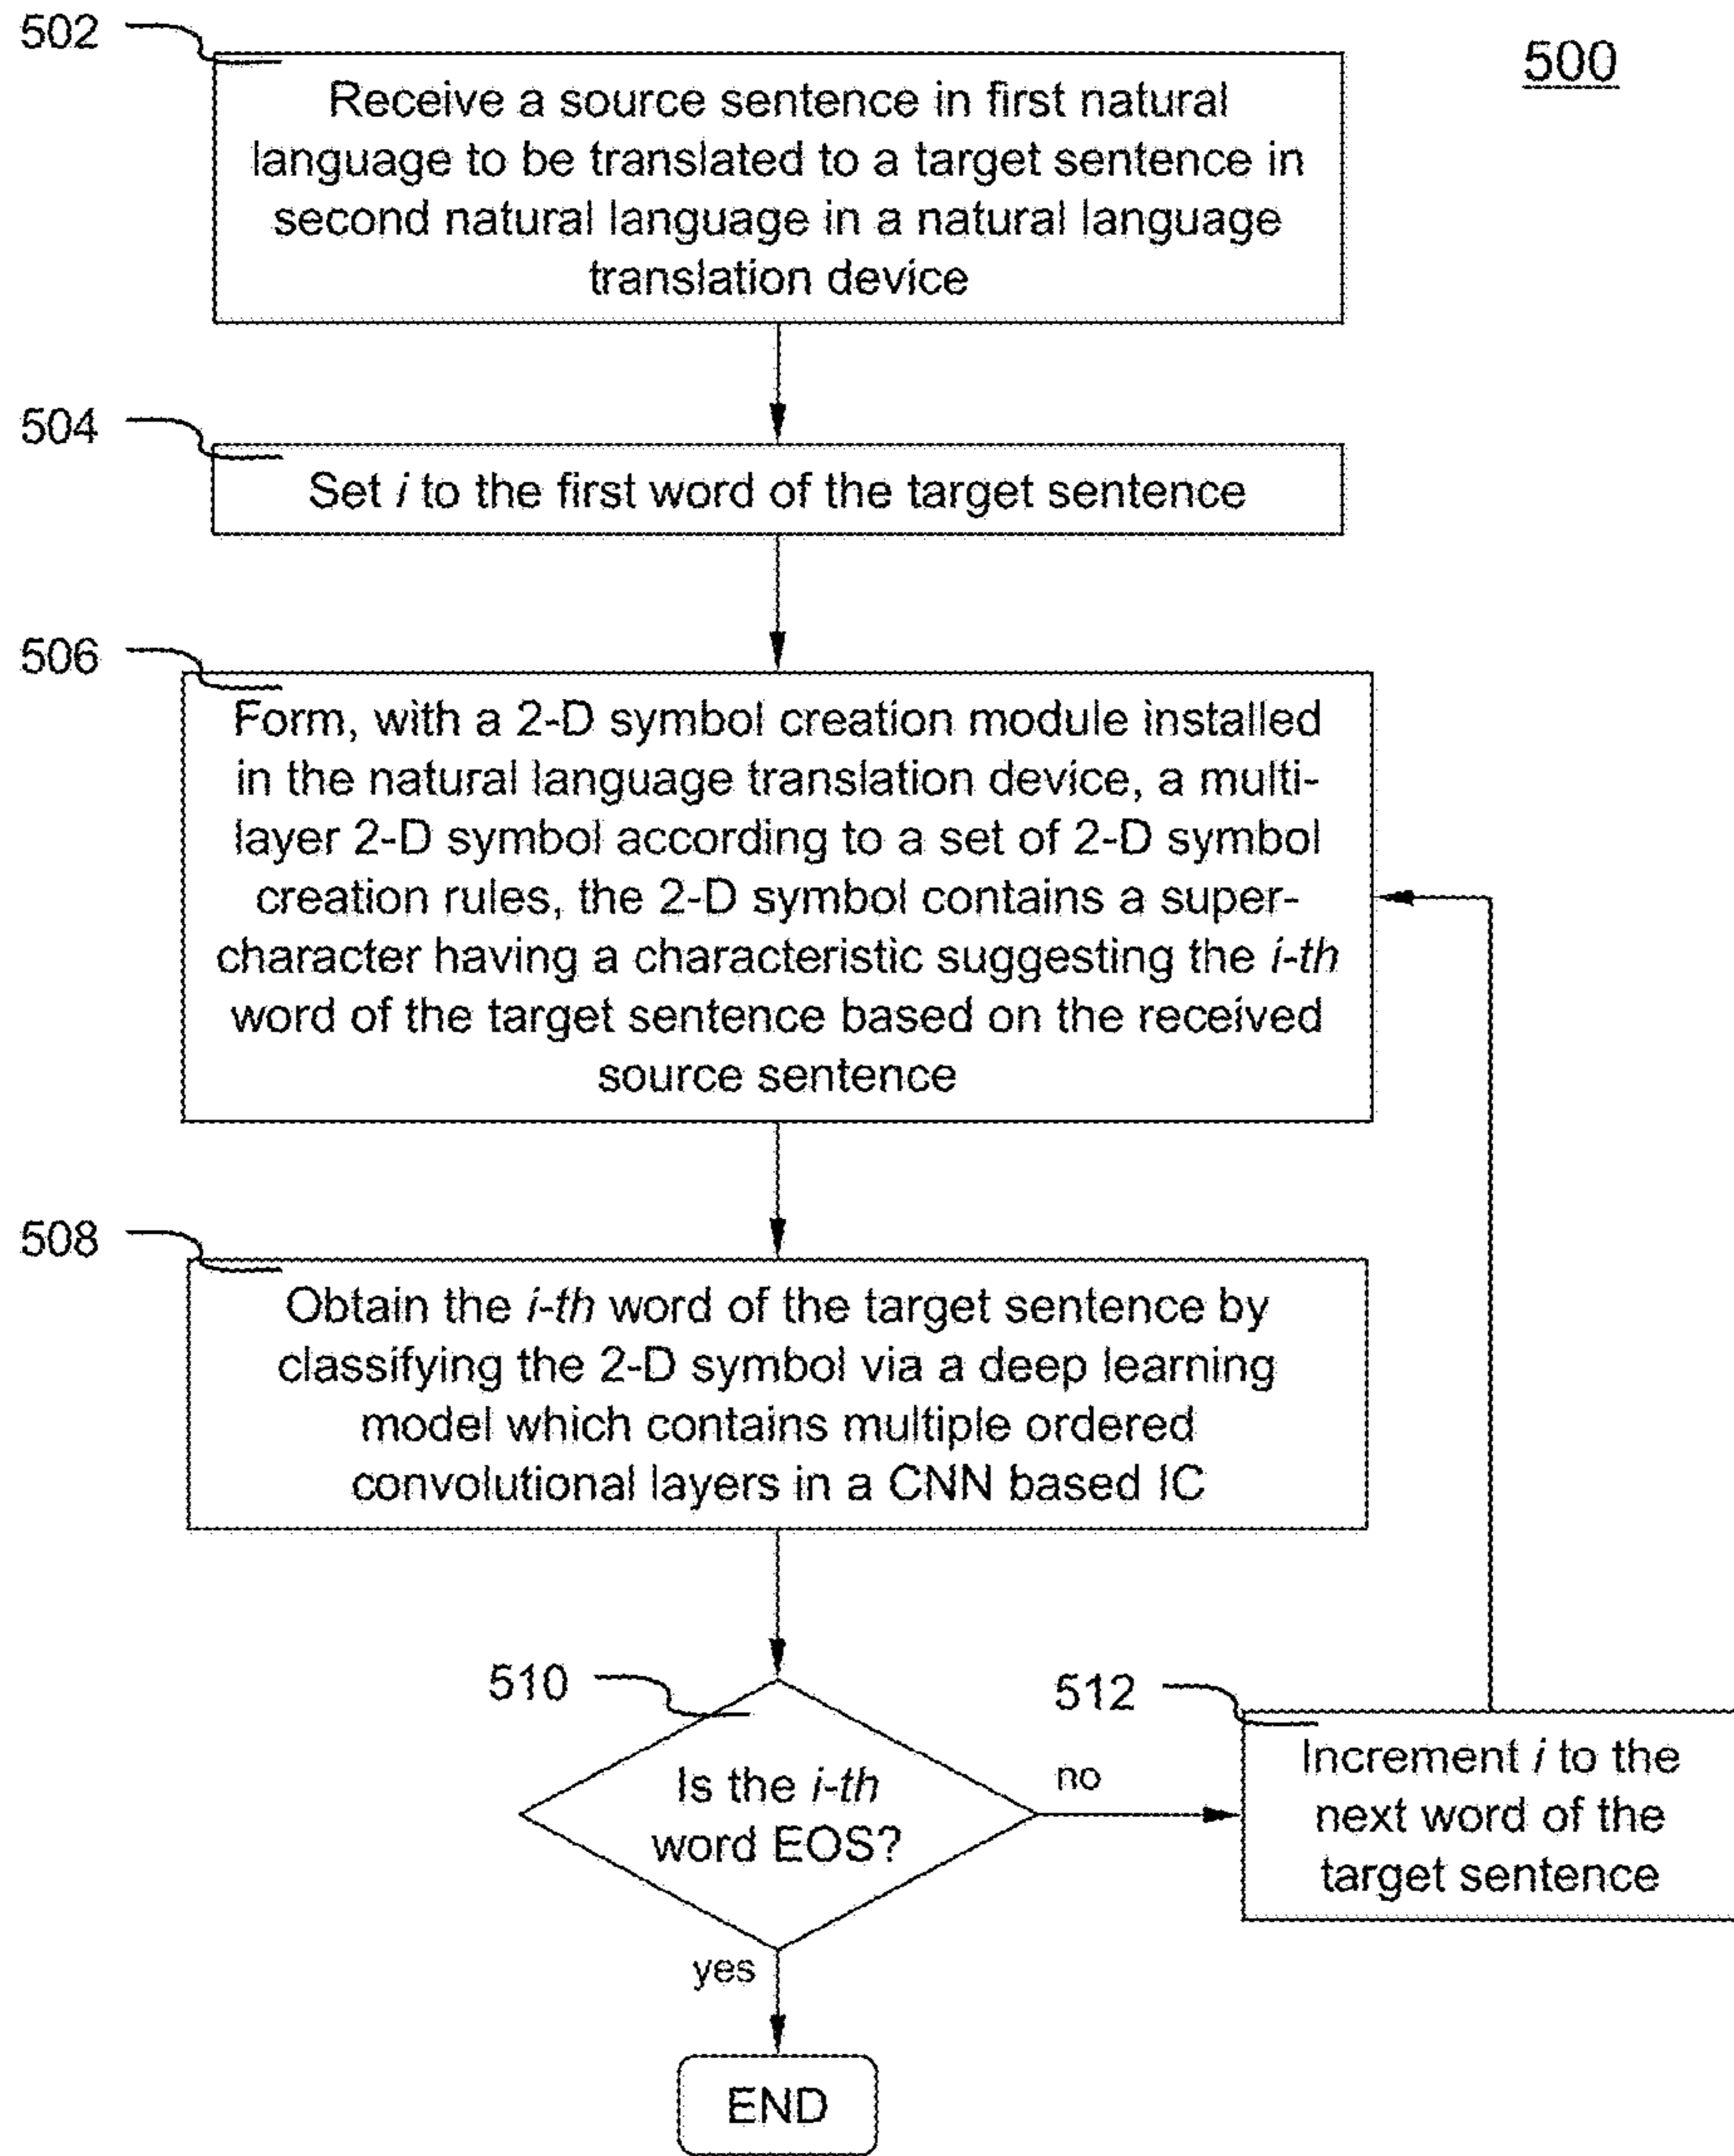 500
502
Receive a source sentence in first natural
language to be translated to a target sentence in
second natural language in a natural language
translation device
504
Set i to the first word of the target sentence
506
Form, with a 2-D symbol creation module installed
in the natural language translation device, a multi-
layer 2-D symbol according to a set of 2-D symbol
creation rules, the 2-D symbol contains a super-
character having a characteristic suggesting the i-th
word of the target sentence based on the received
source sentence
508
Obtain the i-th word of the target sentence by
classifying the 2-D symbol via a deep learning
model which contains multiple ordered
convolutional layers in a CNN based IC
510
Is the i-th
word EOS?
no
512
Increment i to the
next word of the
target sentence
yes
END